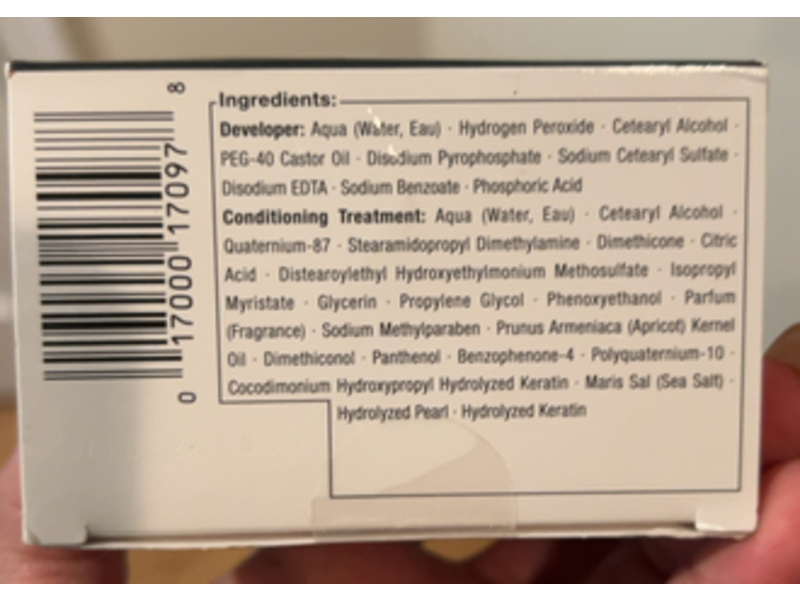 Ingredients:
Developer: Aqua (Water, Eau) · Hydrogen Peroxide · Cetearyl Alcohol ·
PEG-40 Castor Oil · Disodium Pyrophosphate · Sodium Cetearyl Sulfate ·
Disodium EDTA · Sodium Benzoate · Phosphoric Acid
Conditioning Treatment: Aqua (Water, Eau) · Cetearyl Alcohol ·
Quaternium-87 · Stearamidopropyl Dimethylamine · Dimethicone · Citric
Acid · Distearoylethyl Hydroxyethylmonium Methosulfate · Isopropyl
Myristate · Glycerin · Propylene Glycol · Phenoxyethanol · Parfum
(Fragrance) · Sodium Methylparaben · Prunus Armeniaca (Apricot) Kernel
Oil · Dimethiconol · Panthenol · Benzophenone-4 · Polyquaternium-10 ·
Cocodimonium Hydroxypropyl Hydrolyzed Keratin · Maris Sal (Sea Salt) ·
Hydrolyzed Pearl · Hydrolyzed Keratin
0 17000 17097 8